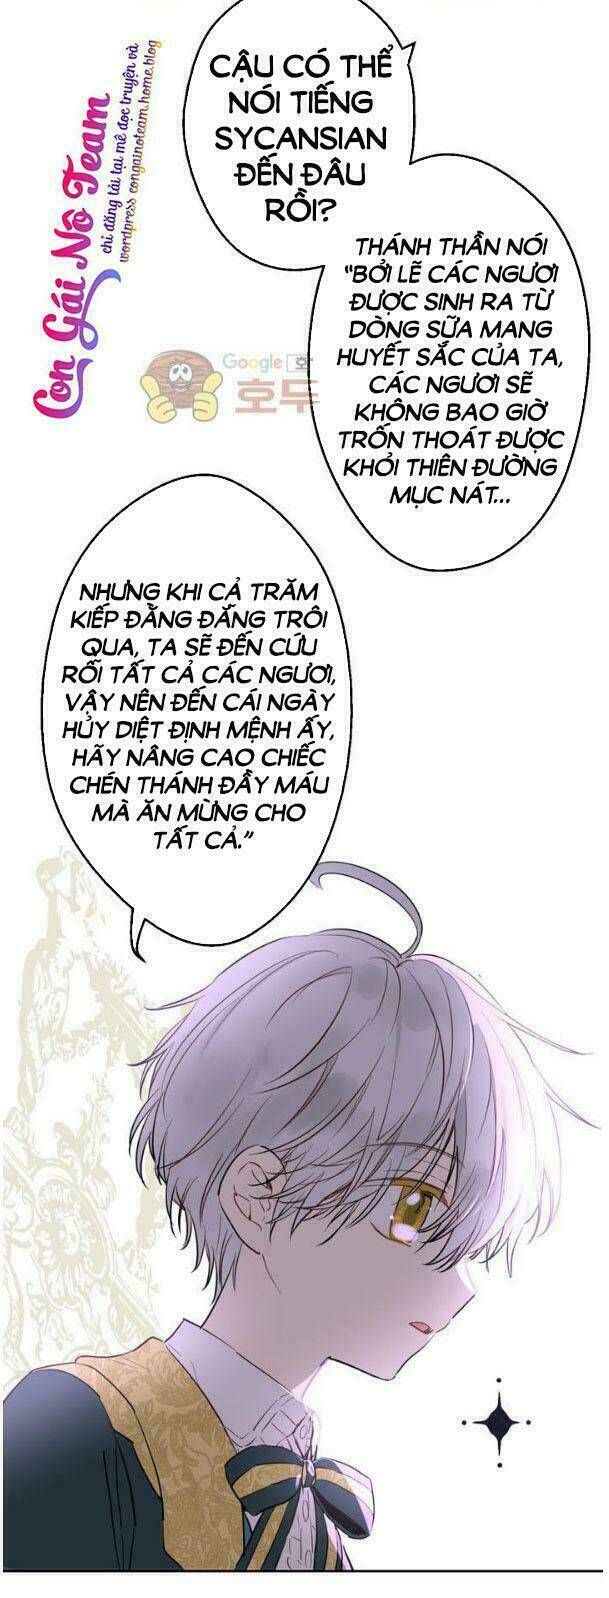 CẬU CÓ THỂ
NÓI TIẾNG
SYCANSIAN
ĐẾN ĐÂU
RỒI?
Con Gái Nô Team
chỉ đăng tải tại mê đọc truyện và
wordpress congainoteam.home.blog
THÁNH THẦN NÓI
“BỞI LẼ CÁC NGƯƠI
ĐƯỢC SINH RA TỪ
DÒNG SỮA MANG
HUYẾT SẮC CỦA TA,
CÁC NGƯƠI SẼ
KHÔNG BAO GIỜ
TRỐN THOÁT ĐƯỢC
KHỎI THIÊN ĐƯỜNG
MỤC NÁT...
Google 호
호두
NHƯNG KHI CẢ TRĂM
KIẾP ĐẰNG ĐẴNG TRÔI
QUA, TA SẼ ĐẾN CỨU
RỖI TẤT CẢ CÁC NGƯƠI,
VẬY NÊN ĐẾN CÁI NGÀY
HỦY DIỆT ĐỊNH MỆNH ẤY,
HÃY NÂNG CAO CHIẾC
CHÉN THÁNH ĐẦY MÁU
MÀ ĂN MỪNG CHO
TẤT CẢ.”